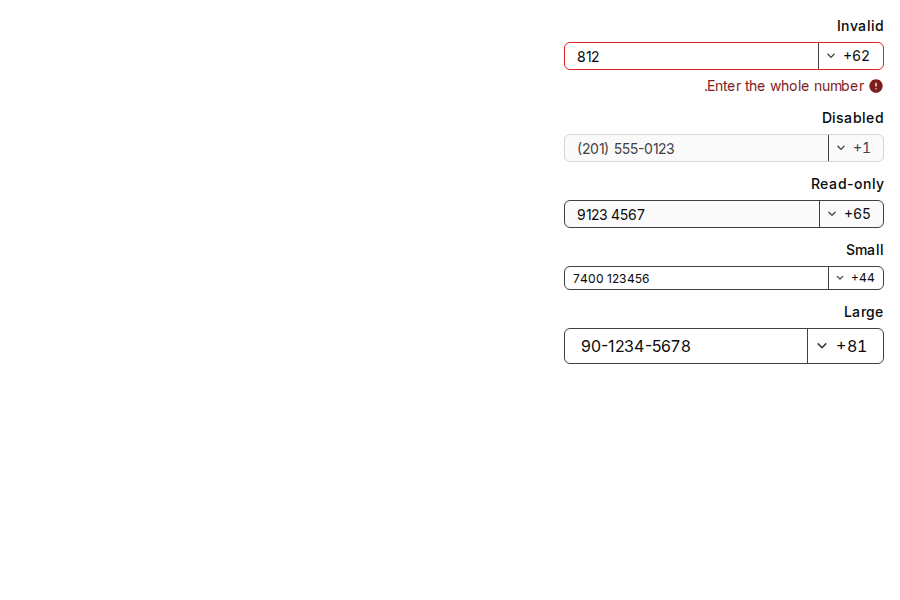 Invalid
812 +62
.Enter the whole number
Disabled
(201) 555-0123 +1
Read-only
9123 4567 +65
Small
7400 123456 +44
Large
90-1234-5678 +81